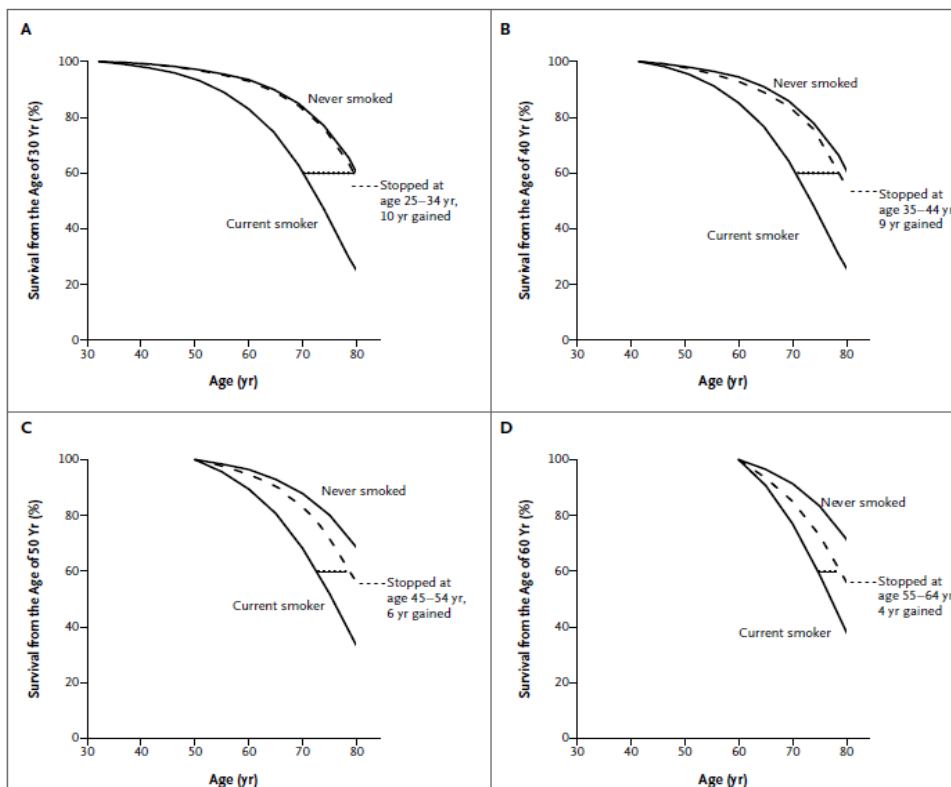 A
Survival from the Age of 30 Yr (%)
100
80
60
40
20
0
30
40
50
60
70
80
Age (yr)
Never smoked
Current smoker
Stopped at
age 25–34 yr,
10 yr gained
B
Survival from the Age of 40 Yr (%)
100
80
60
40
20
0
30
40
50
60
70
80
Age (yr)
Never smoked
Current smoker
Stopped at
age 35–44 yr
9 yr gained
C
Survival from the Age of 50 Yr (%)
100
80
60
40
20
0
30
40
50
60
70
80
Age (yr)
Never smoked
Current smoker
Stopped at
age 45–54 yr,
6 yr gained
D
Survival from the Age of 60 Yr (%)
100
80
60
40
20
0
30
40
50
60
70
80
Age (yr)
Never smoked
Current smoker
Stopped at
age 55–64 yr
4 yr gained